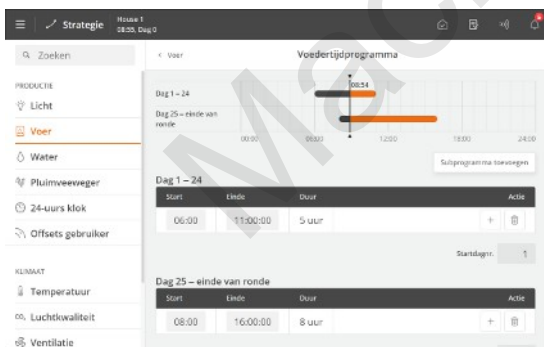 Strategie
House 1
08:55, Dag 0
Zoeken
PRODUCTIE
Licht
Voer
Water
Pluimveeweger
24-uurs klok
Offsets gebruiker
KLIMAAT
Temperatuur
CO₂ Luchtkwaliteit
Ventilatie
< Voer
Voedertijdprogramma
08:54
Dag 1 – 24
Dag 25 – einde van
ronde
00:00 06:00 12:00 18:00 24:00
Subprogramma toevoegen
Dag 1 – 24
Start Einde Duur Actie
06:00 11:00:00 5 uur +
Startdagnr. 1
Dag 25 – einde van ronde
Start Einde Duur Actie
08:00 16:00:00 8 uur +